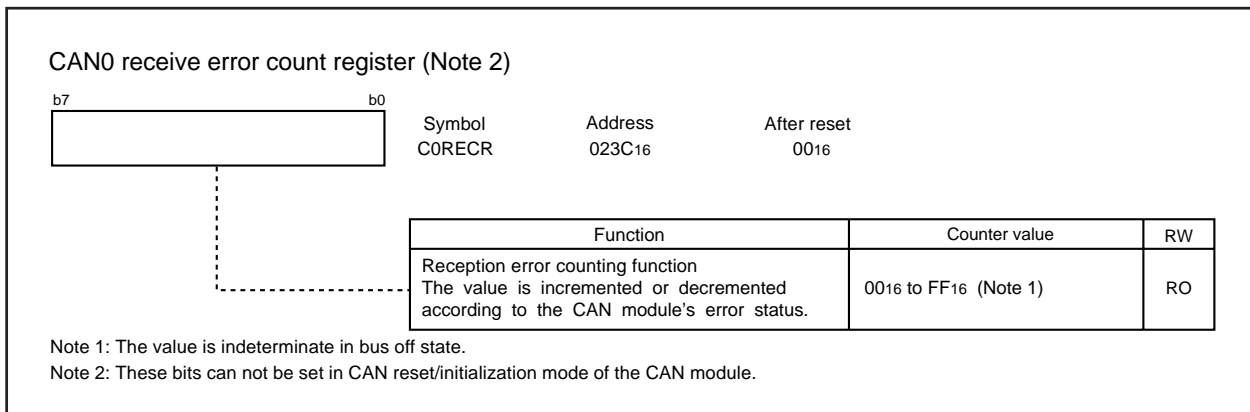 CAN0 receive error count register (Note 2)
b7 b0
Symbol Address After reset
C0RECR 023C16 0016
Function Counter value RW
Reception error counting function
The value is incremented or decremented
according to the CAN module's error status.
0016 to FF16 (Note 1) RO
Note 1: The value is indeterminate in bus off state.
Note 2: These bits can not be set in CAN reset/initialization mode of the CAN module.